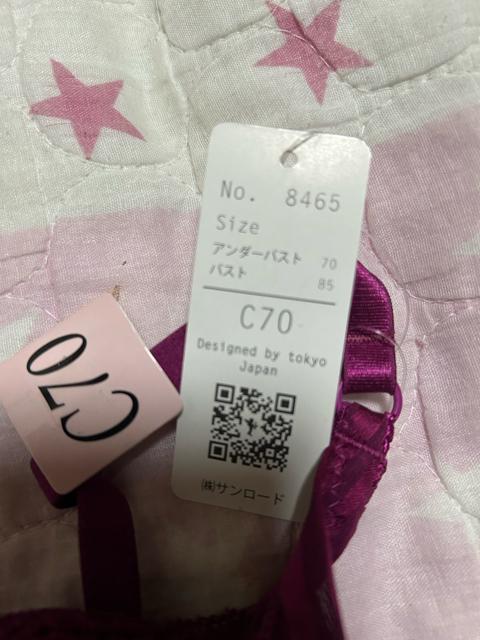 No. 8465
Size
アンダーバスト 70
バスト 85
C70
Designed by tokyo
Japan
㈱サンロード
C70